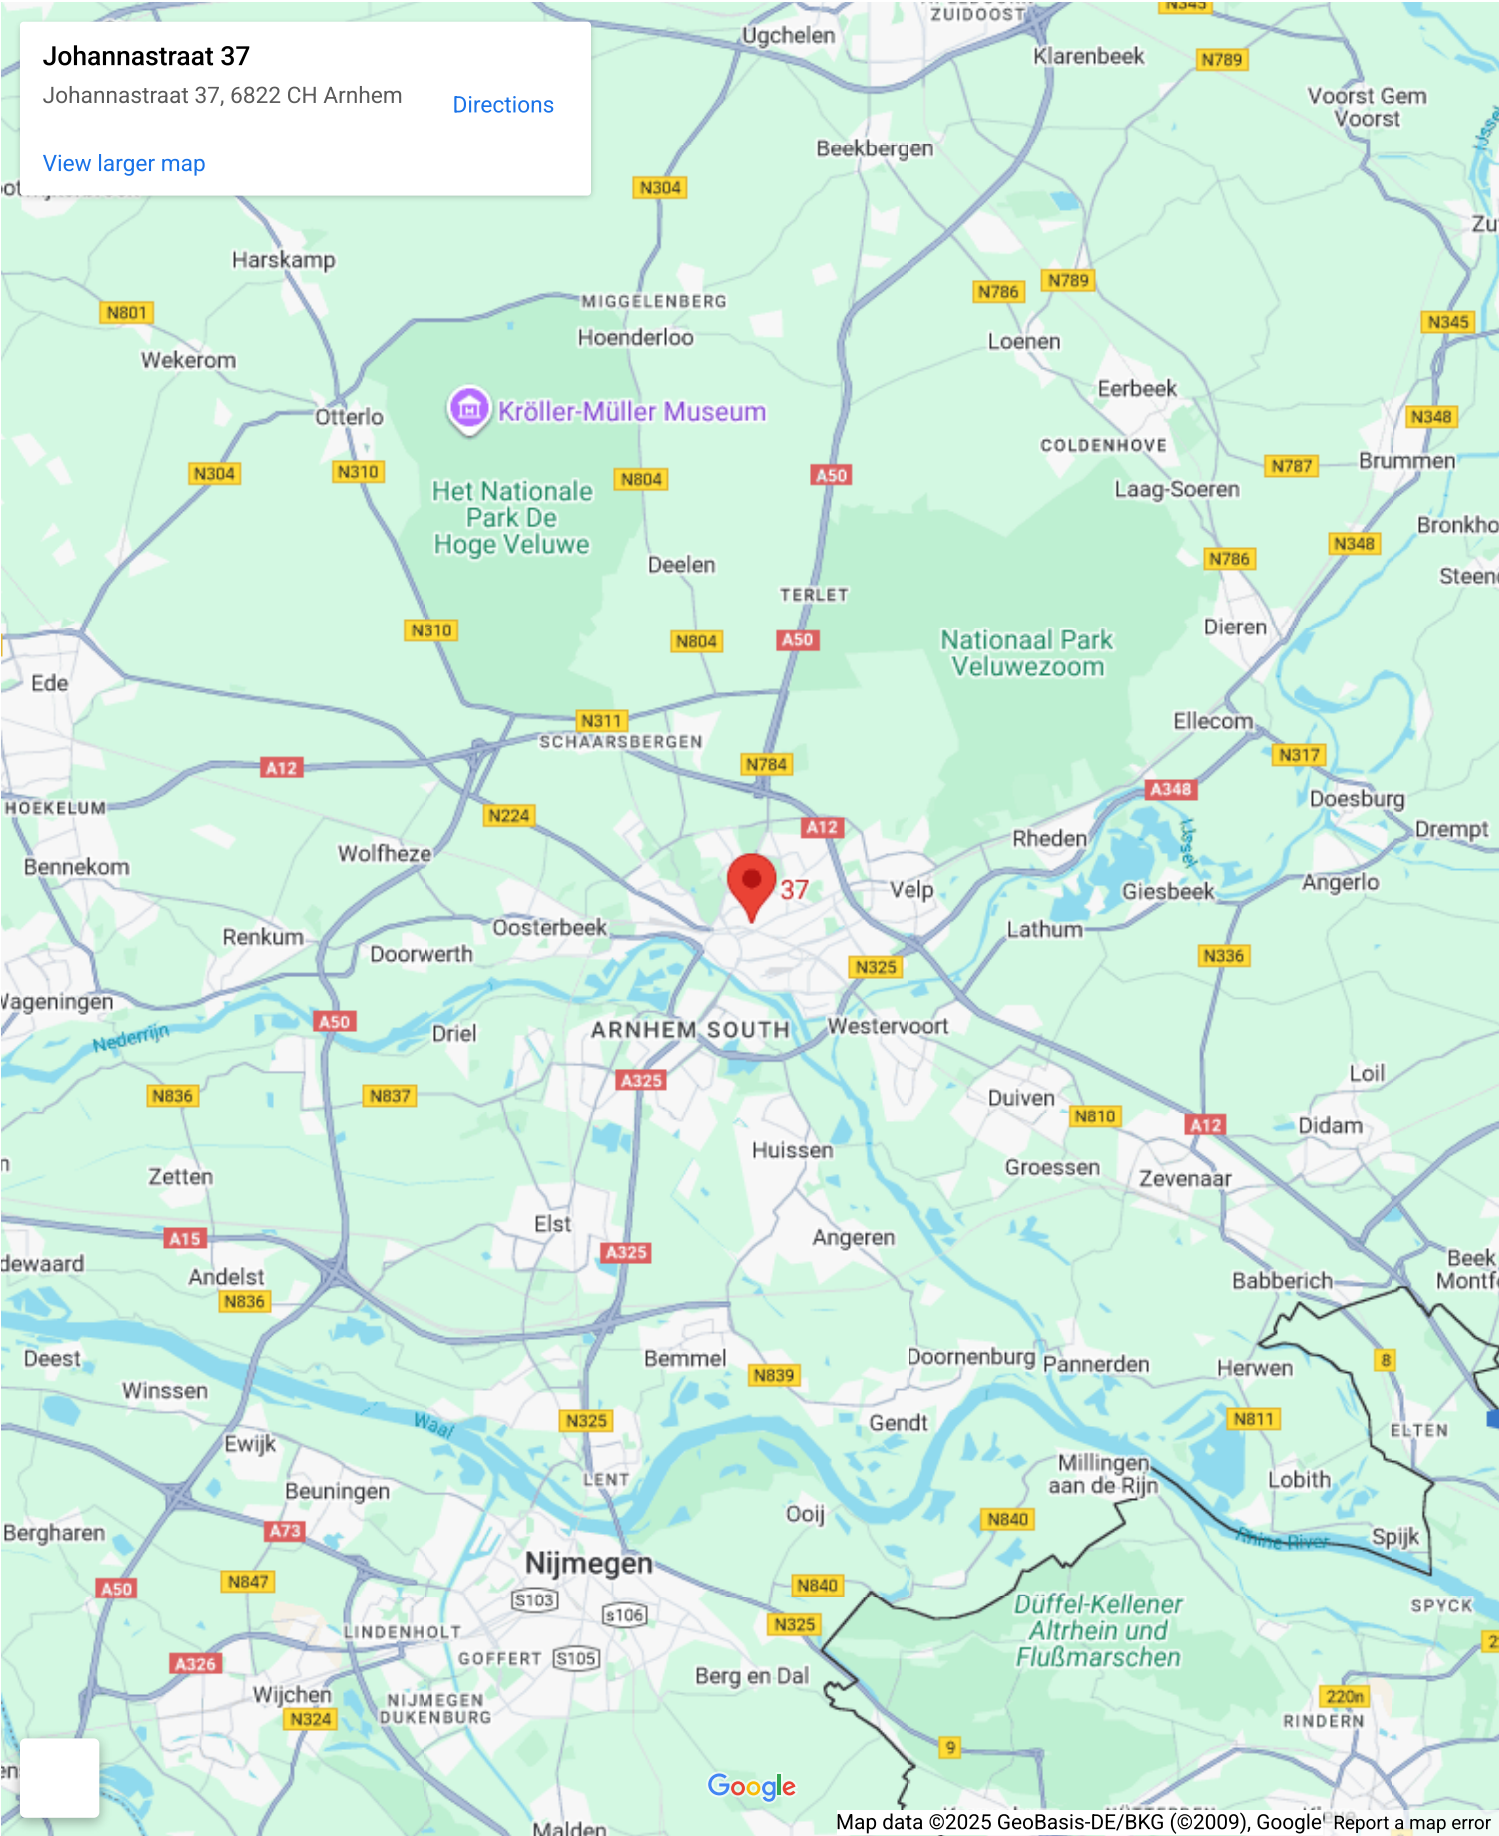 Johannastraat 37
Johannastraat 37, 6822 CH Arnhem
Directions
View larger map
ZUIDOOST
N345
Ugchelen
Klarenbeek
N789
Voorst Gem
Voorst
Beekbergen
IJssel
N304
Harskamp
N801
MIGGELENBERG
Hoenderloo
N786
N789
N345
Loenen
Wekerom
Eerbeek
Otterlo
Kröller-Müller Museum
N348
COLDENHOVE
Brummen
N304
N310
N804
A50
N787
Het Nationale
Park De
Hoge Veluwe
Laag-Soeren
N348
N786
Deelen
TERLET
N310
N804
A50
Nationaal Park
Veluwezoom
Dieren
Ede
N311
SCHAARSBERGEN
Ellecom
N317
A12
N784
A348
Doesburg
HOEKELUM
N224
A12
Drempt
Rheden
IJssel
Wolfheze
Bennekom
37
Velp
Giesbeek
Angerlo
Oosterbeek
Renkum
Doorwerth
Lathum
N325
N336
Wageningen
A50
Nederrijn
Driel
ARNHEM SOUTH
Westervoort
A325
Loil
N836
N837
Duiven
N810
A12
Didam
Huissen
Groessen
Zevenaar
Zetten
Elst
A15
Angeren
A325
Andelst
N836
Babberich
Beek
Deest
Bemmel
Doornenburg
Pannerden
Herwen
8
N839
Winssen
Waal
N325
Gendt
N811
ELTEN
Ewijk
Millingen
aan de Rijn
Lobith
LENT
Beuningen
Ooij
N840
Bergharen
A73
Rhine River
Spijk
Nijmegen
A50
N847
N840
S103
s106
N325
Düffel-Kellener
Altrhein und
Flußmarschen
SPYCK
LINDENHOLT
GOFFERT
S105
A326
Berg en Dal
Wijchen
NIJMEGEN
DUKENBURG
N324
220n
RINDERN
9
Google
Malden
Map data ©2025 GeoBasis-DE/BKG (©2009), Google
Report a map error